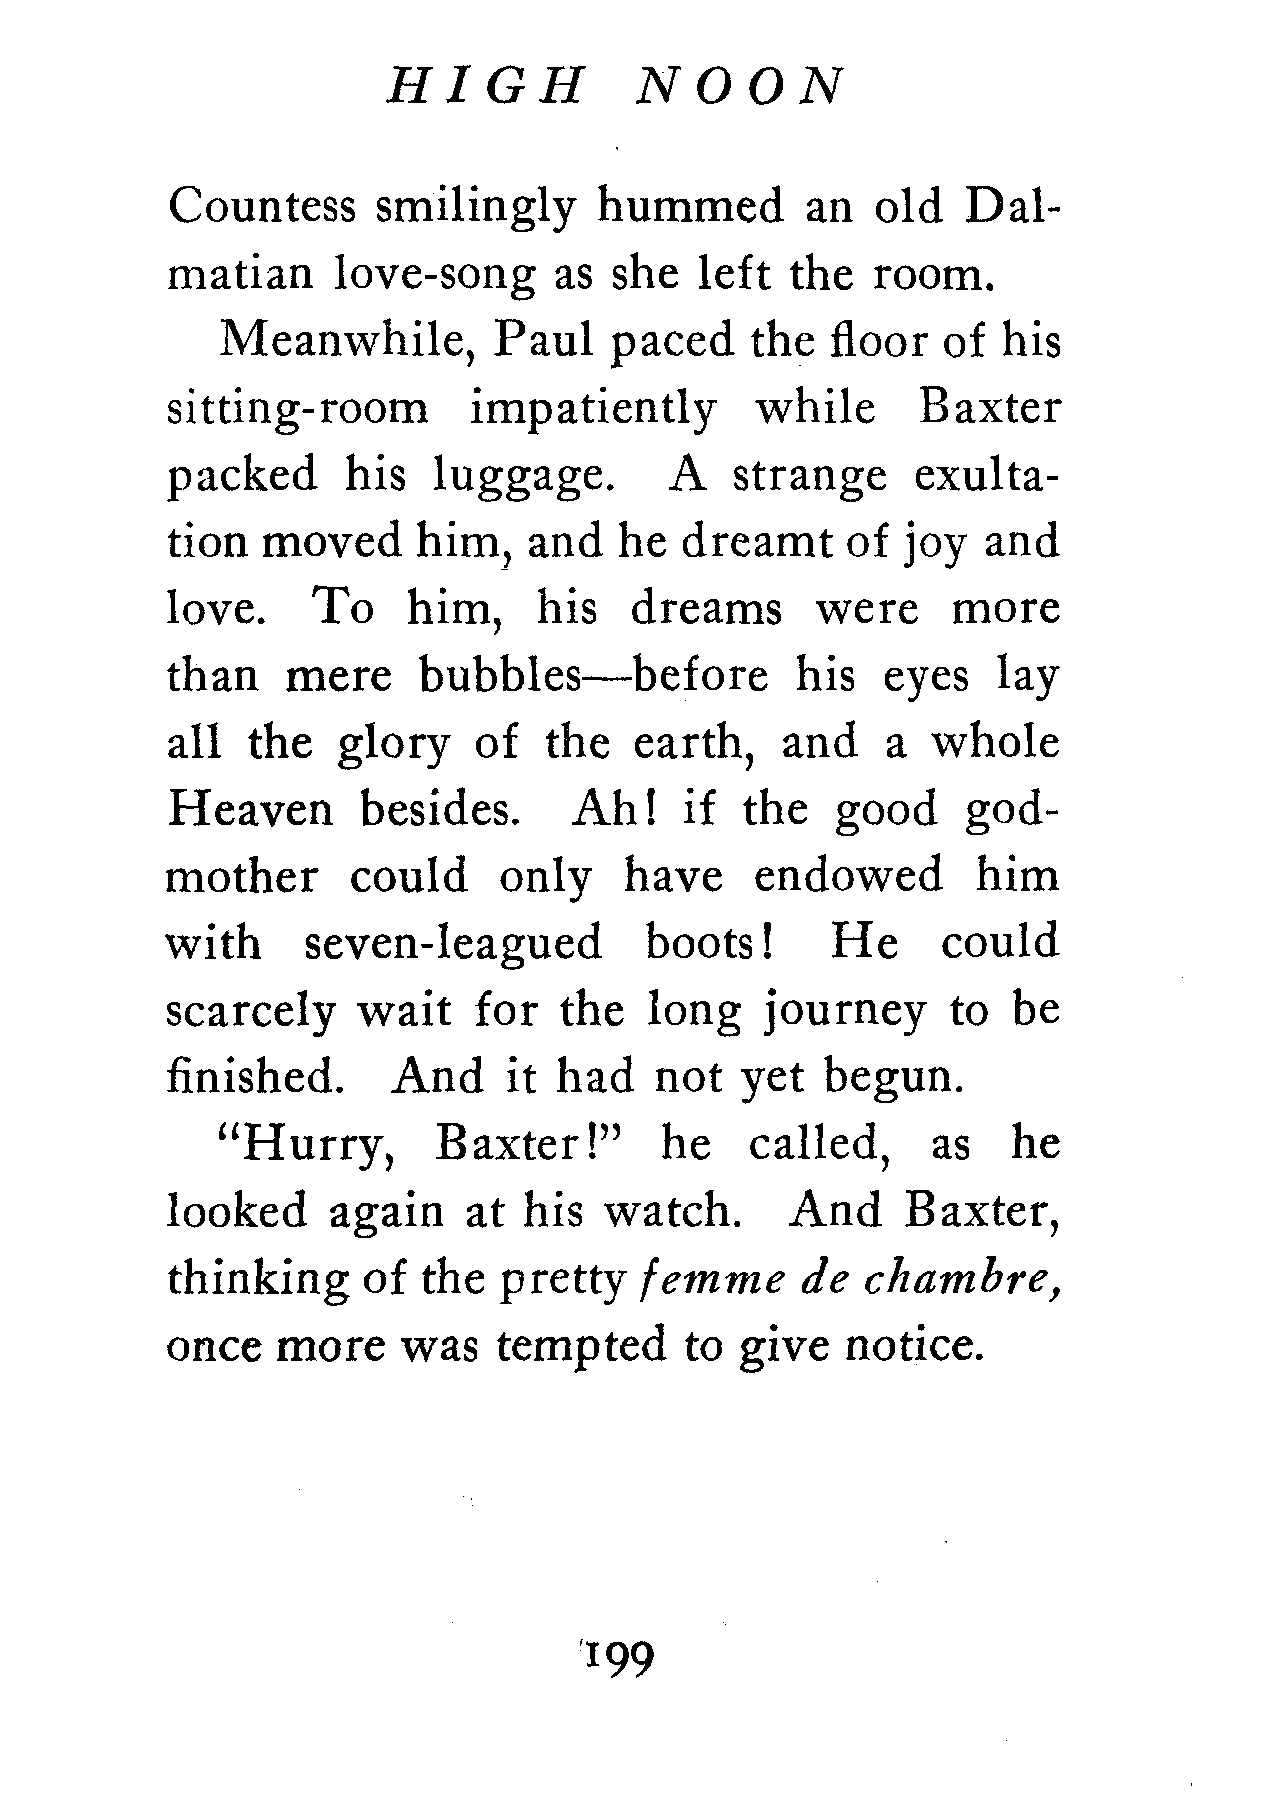 HIGH NOON
Countess smilingly hummed an old Dal-
matian love-song as she left the room.
Meanwhile, Paul paced the floor of his
sitting-room impatiently while Baxter
packed his luggage. A strange exulta-
tion moved him, and he dreamt of joy and
love. To him, his dreams were more
than mere bubbles—before his eyes lay
all the glory of the earth, and a whole
Heaven besides. Ah! if the good god-
mother could only have endowed him
with seven-leagued boots! He could
scarcely wait for the long journey to be
finished. And it had not yet begun.
"Hurry, Baxter!" he called, as he
looked again at his watch. And Baxter,
thinking of the pretty femme de chambre,
once more was tempted to give notice.
199